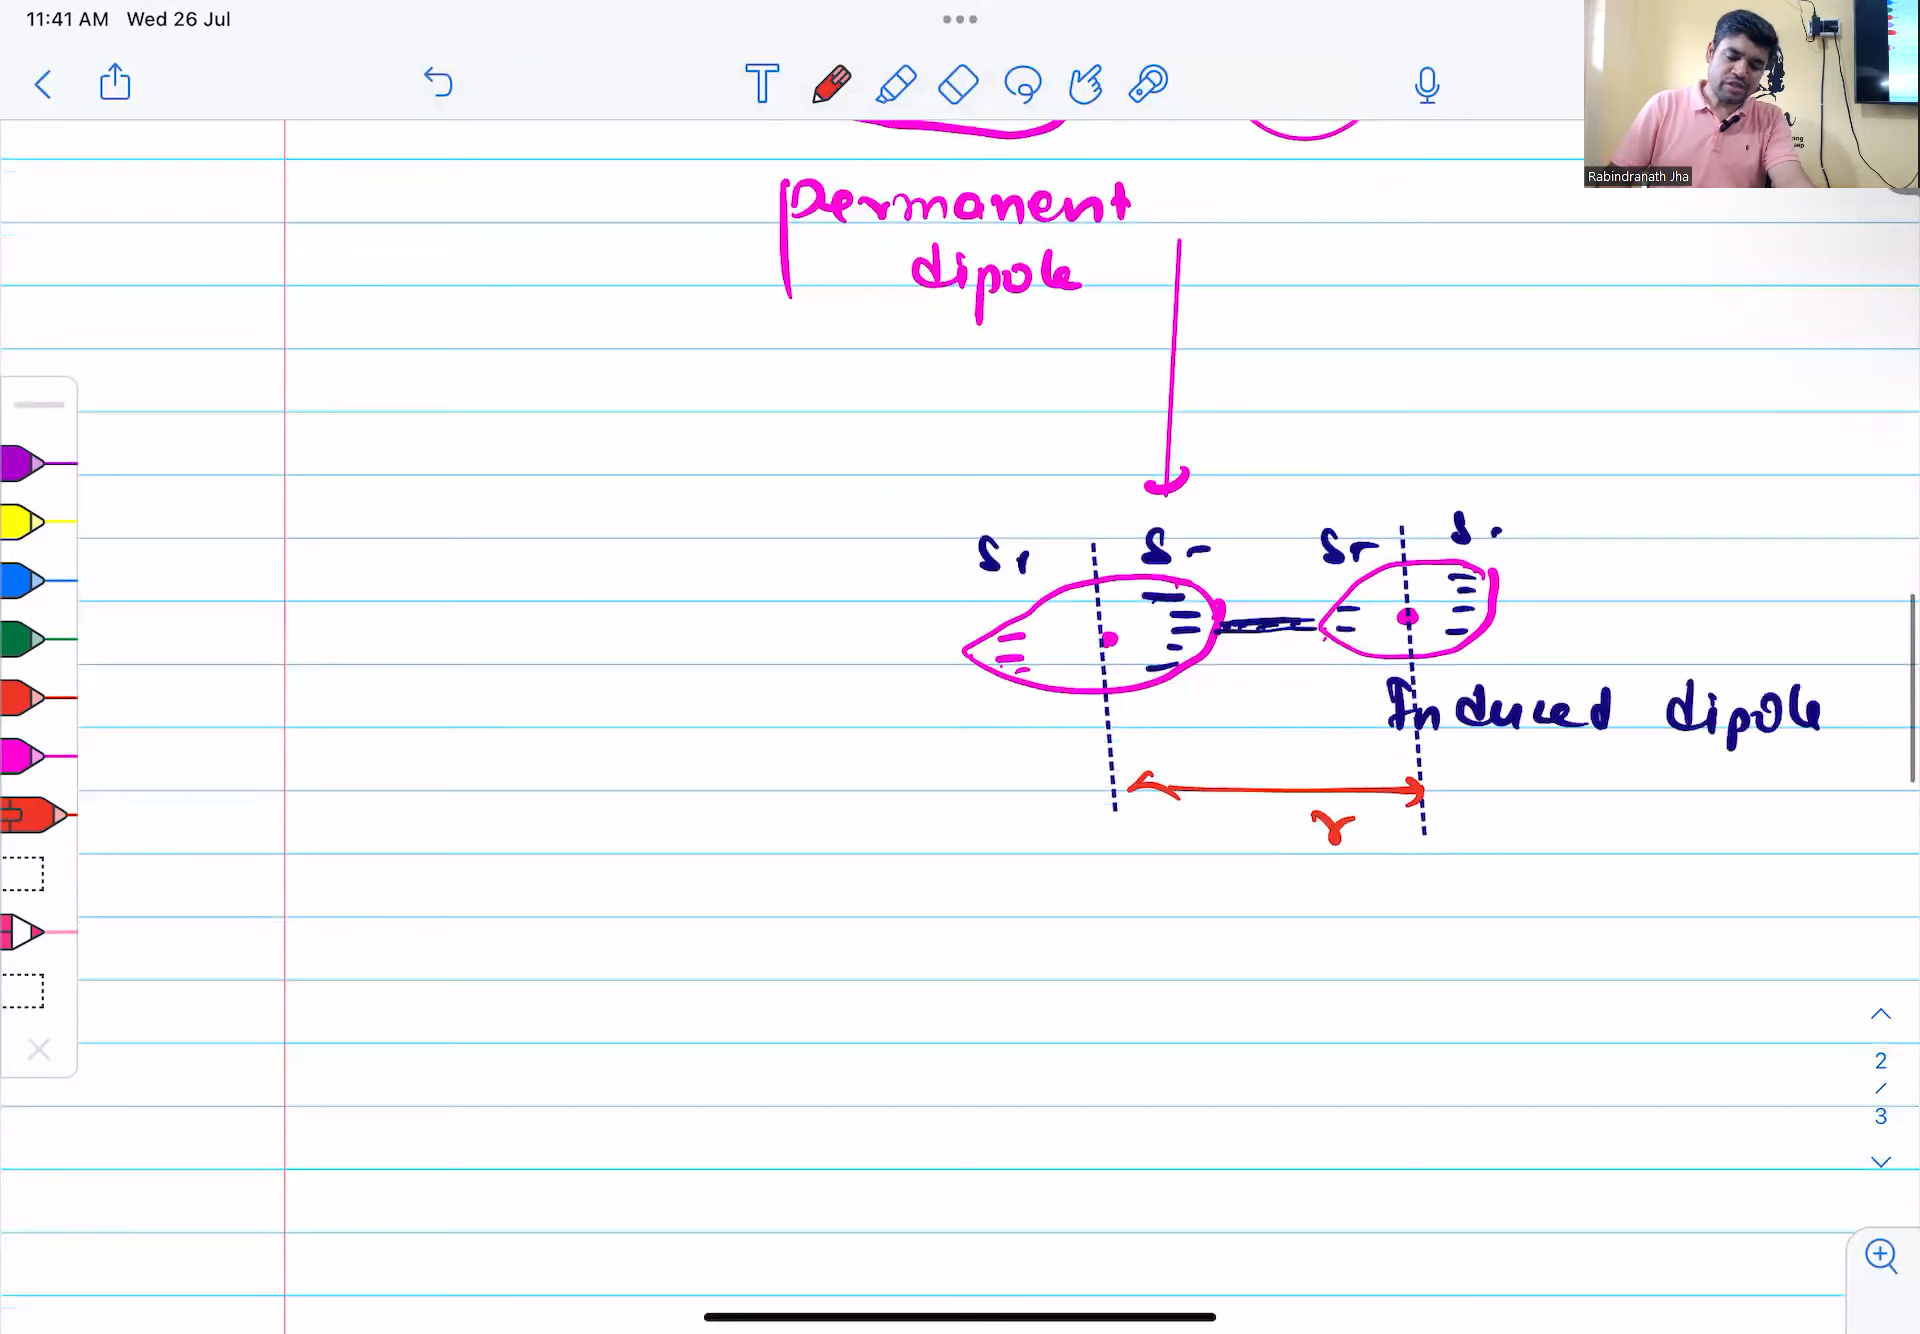 11:41 AM Wed 26 Jul
Rabindranath Jha
Permanent
dipole
δ+ δ- δ+ δ-
Induced dipole
r
2
/
3